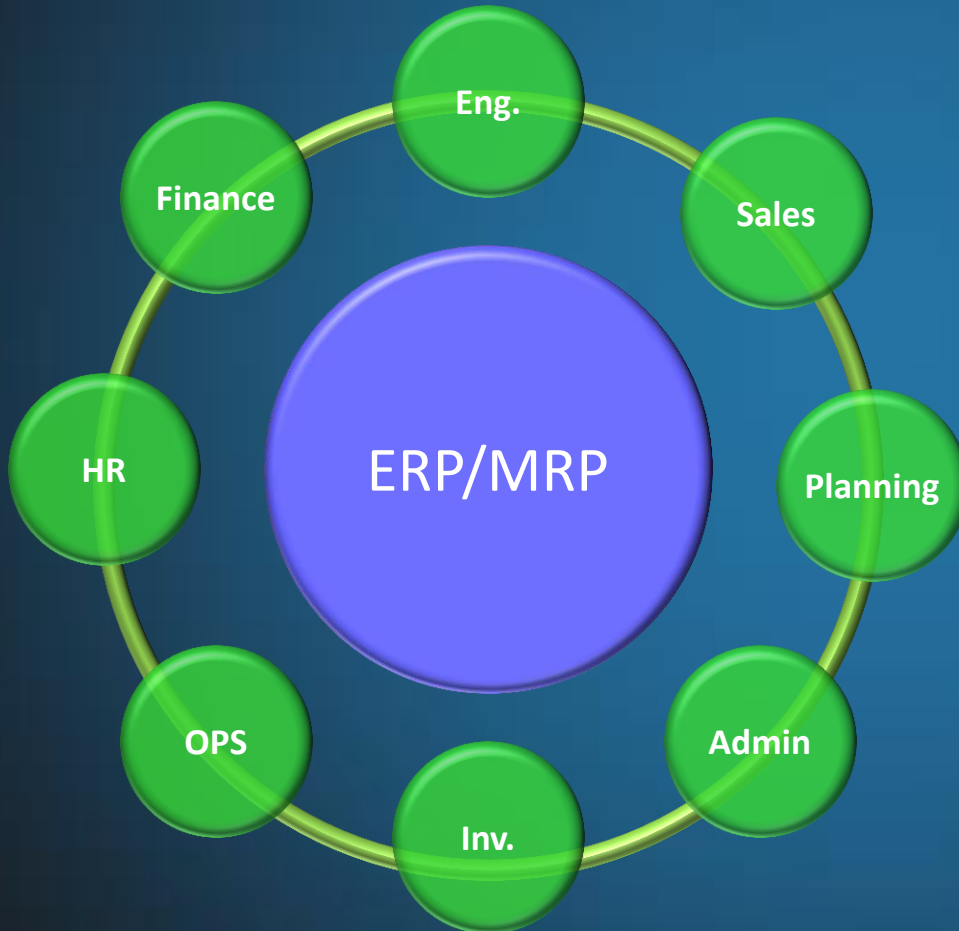 Eng.
Finance
Sales
HR
ERP/MRP
Planning
OPS
Admin
Inv.